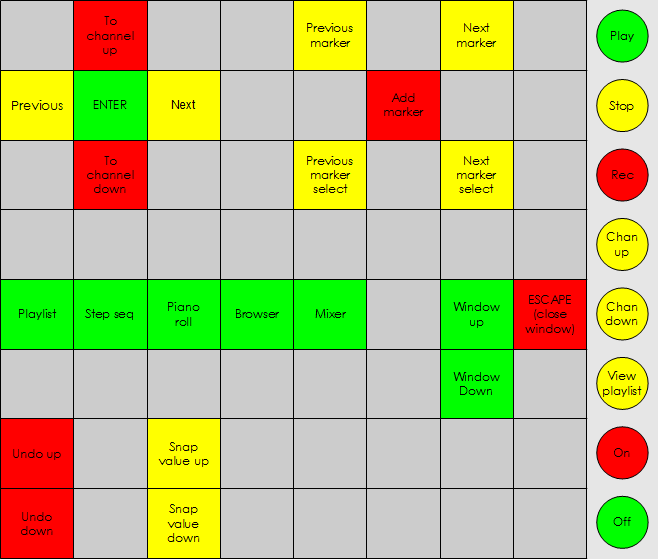 To
channel
up
Previous
marker
Next
marker
Play
Previous
ENTER
Next
Add
marker
Stop
To
channel
down
Previous
marker
select
Next
marker
select
Rec
Chan
up
Playlist
Step seq
Piano
roll
Browser
Mixer
Window
up
ESCAPE
(close
window)
Chan
down
Window
Down
View
playlist
Undo up
Snap
value up
On
Undo
down
Snap
value
down
Off